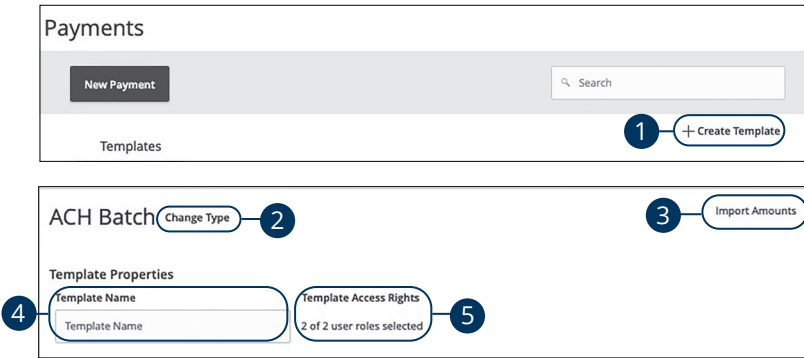 Payments
New Payment
Search
1
+ Create Template
Templates
ACH Batch Change Type 2
3 Import Amounts
Template Properties
4 Template Name
Template Access Rights
Template Name
2 of 2 user roles selected
5